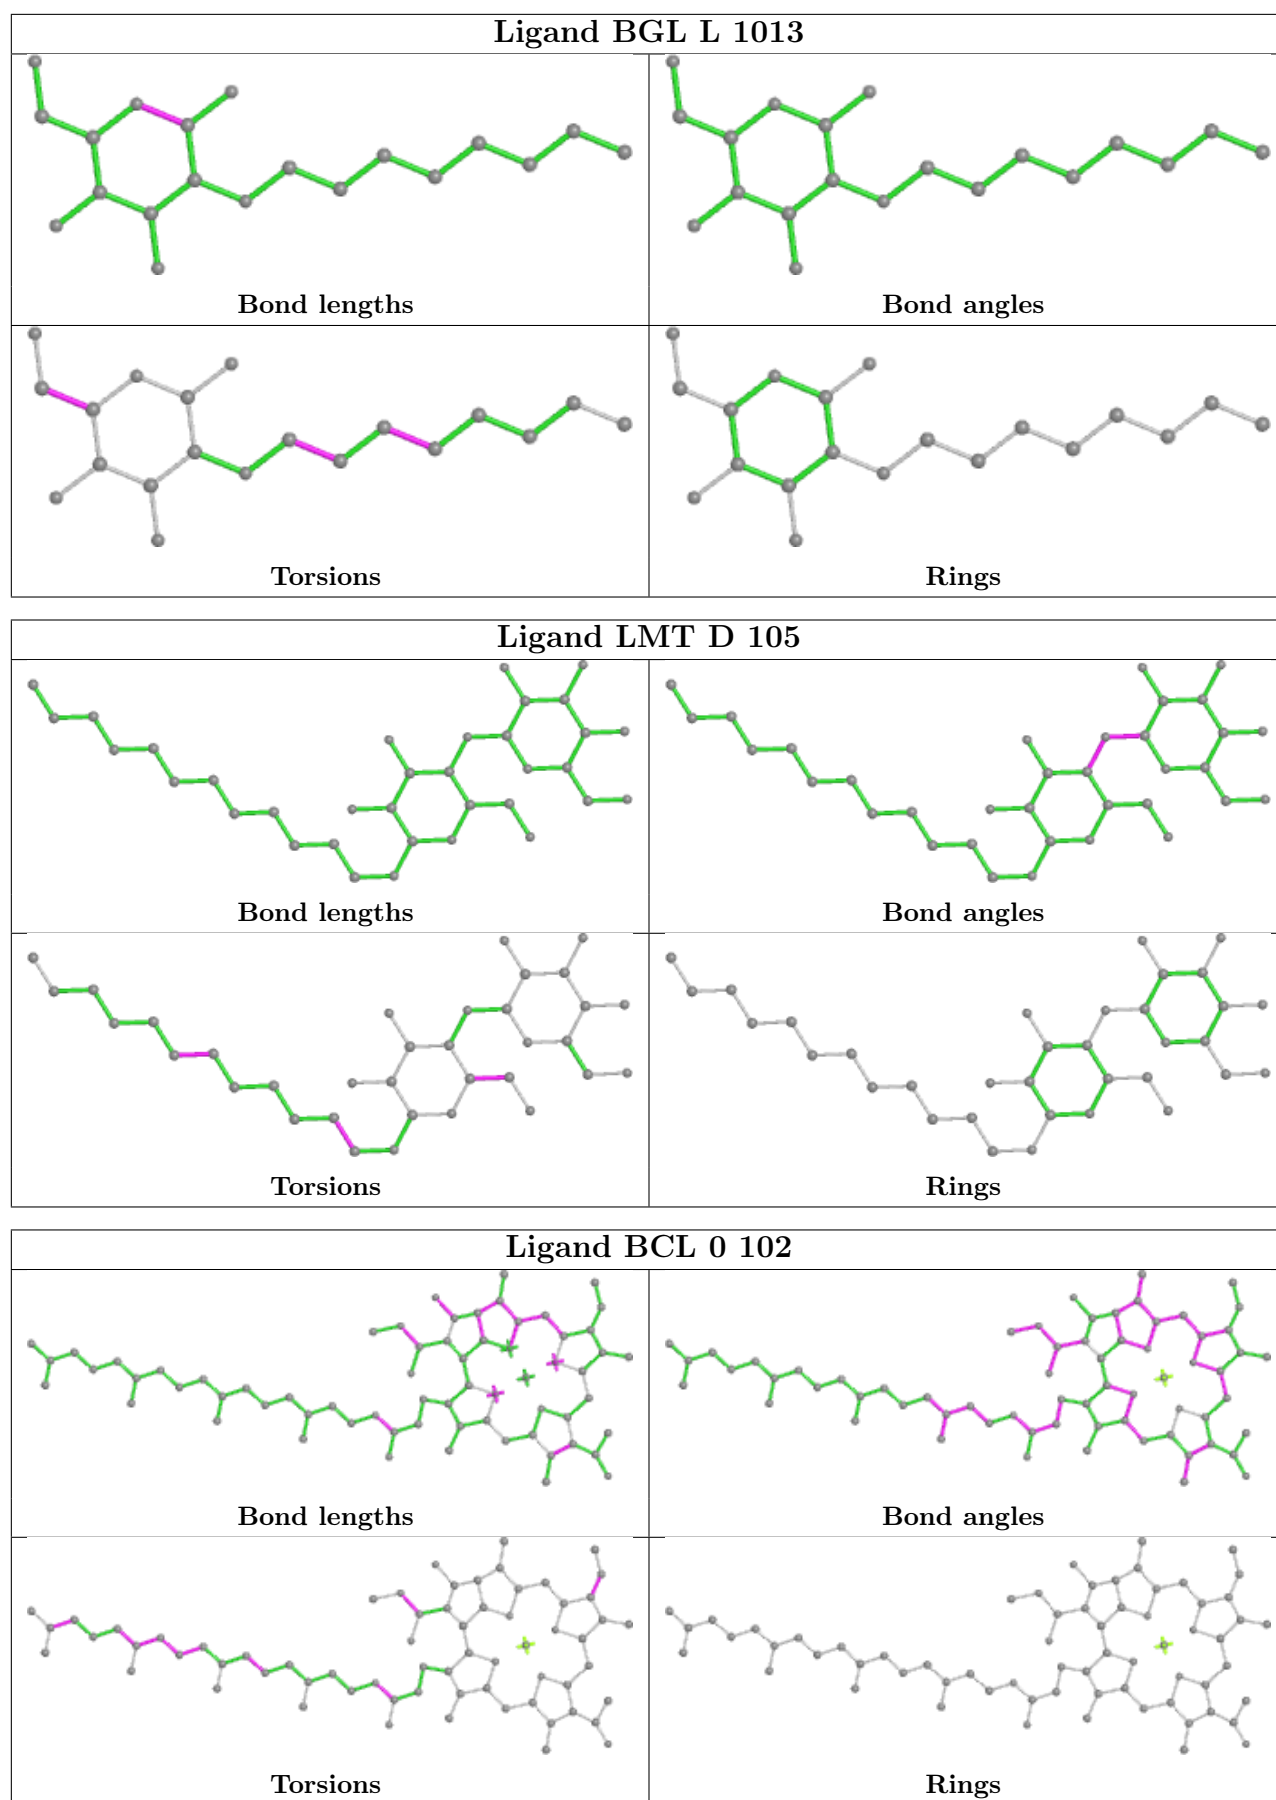 Ligand BGL L 1013
Bond lengths
Bond angles
Torsions
Rings
Ligand LMT D 105
Bond lengths
Bond angles
Torsions
Rings
Ligand BCL 0 102
Bond lengths
Bond angles
Torsions
Rings